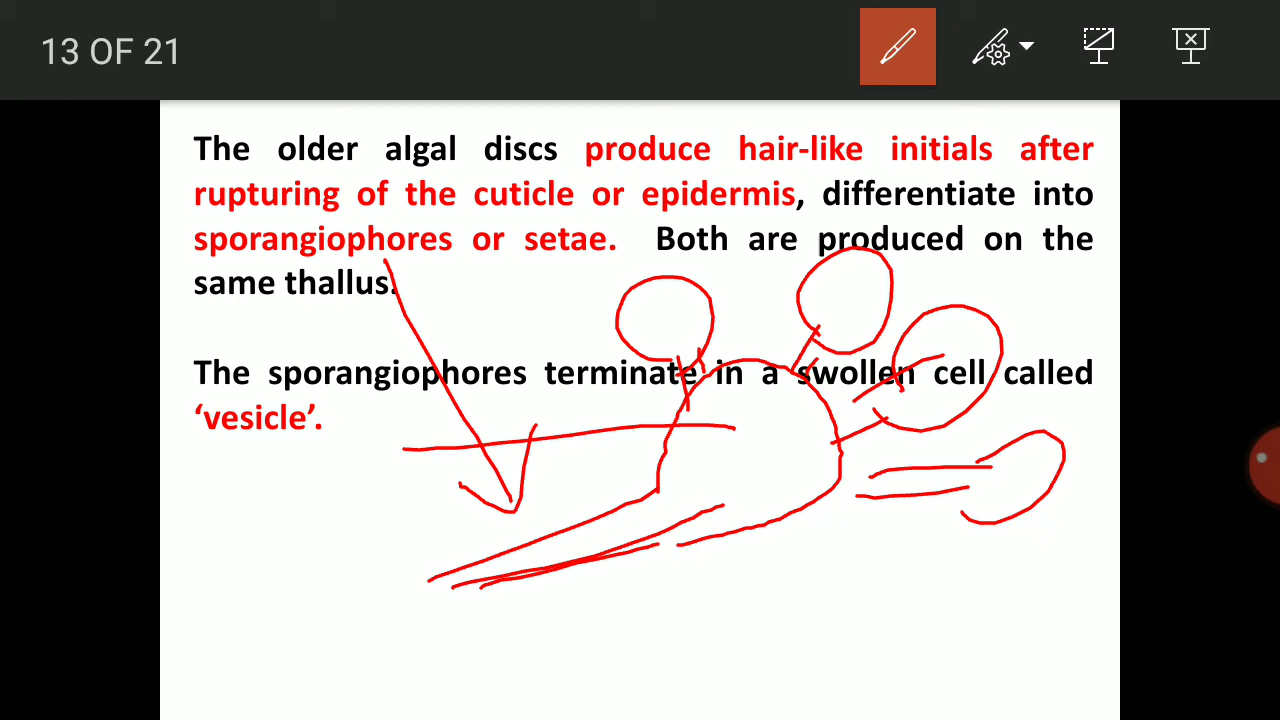 13 OF 21
The older algal discs produce hair-like initials after
rupturing of the cuticle or epidermis, differentiate into
sporangiophores or setae. Both are produced on the
same thallus.
The sporangiophores terminate in a swollen cell called
‘vesicle’.